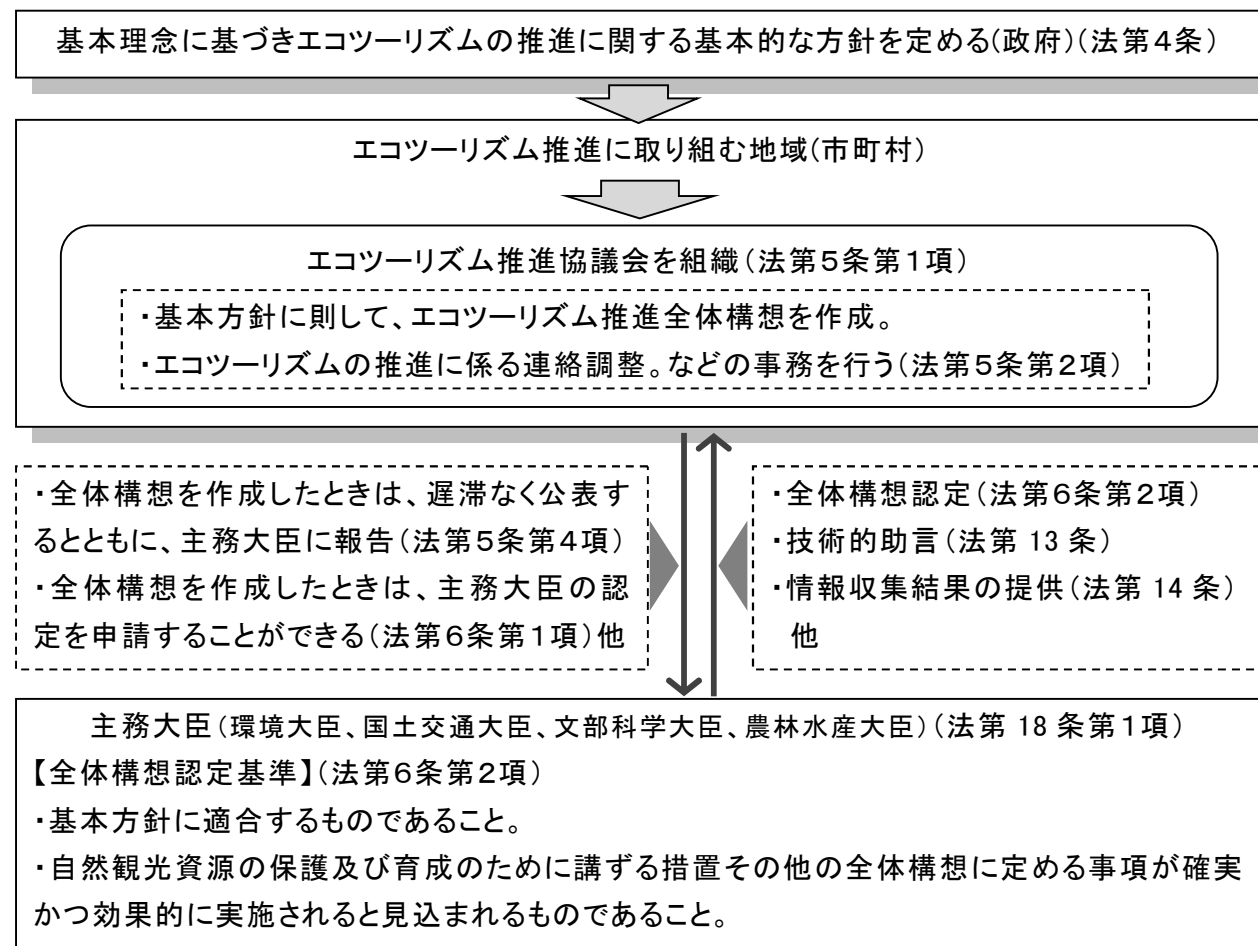 基本理念に基づきエコツーリズムの推進に関する基本的な方針を定める(政府)(法第4条)
エコツーリズム推進に取り組む地域(市町村)
エコツーリズム推進協議会を組織(法第5条第1項)
・基本方針に則して、エコツーリズム推進全体構想を作成。
・エコツーリズムの推進に係る連絡調整。などの事務を行う(法第5条第2項)
・全体構想を作成したときは、遅滞なく公表す
るとともに、主務大臣に報告(法第5条第4項)
・全体構想を作成したときは、主務大臣の認
定を申請することができる(法第6条第1項)他
・全体構想認定(法第6条第2項)
・技術的助言(法第 13 条)
・情報収集結果の提供(法第 14 条)
他
主務大臣(環境大臣、国土交通大臣、文部科学大臣、農林水産大臣)(法第 18 条第1項)
【全体構想認定基準】(法第6条第2項)
・基本方針に適合するものであること。
・自然観光資源の保護及び育成のために講ずる措置その他の全体構想に定める事項が確実
かつ効果的に実施されると見込まれるものであること。